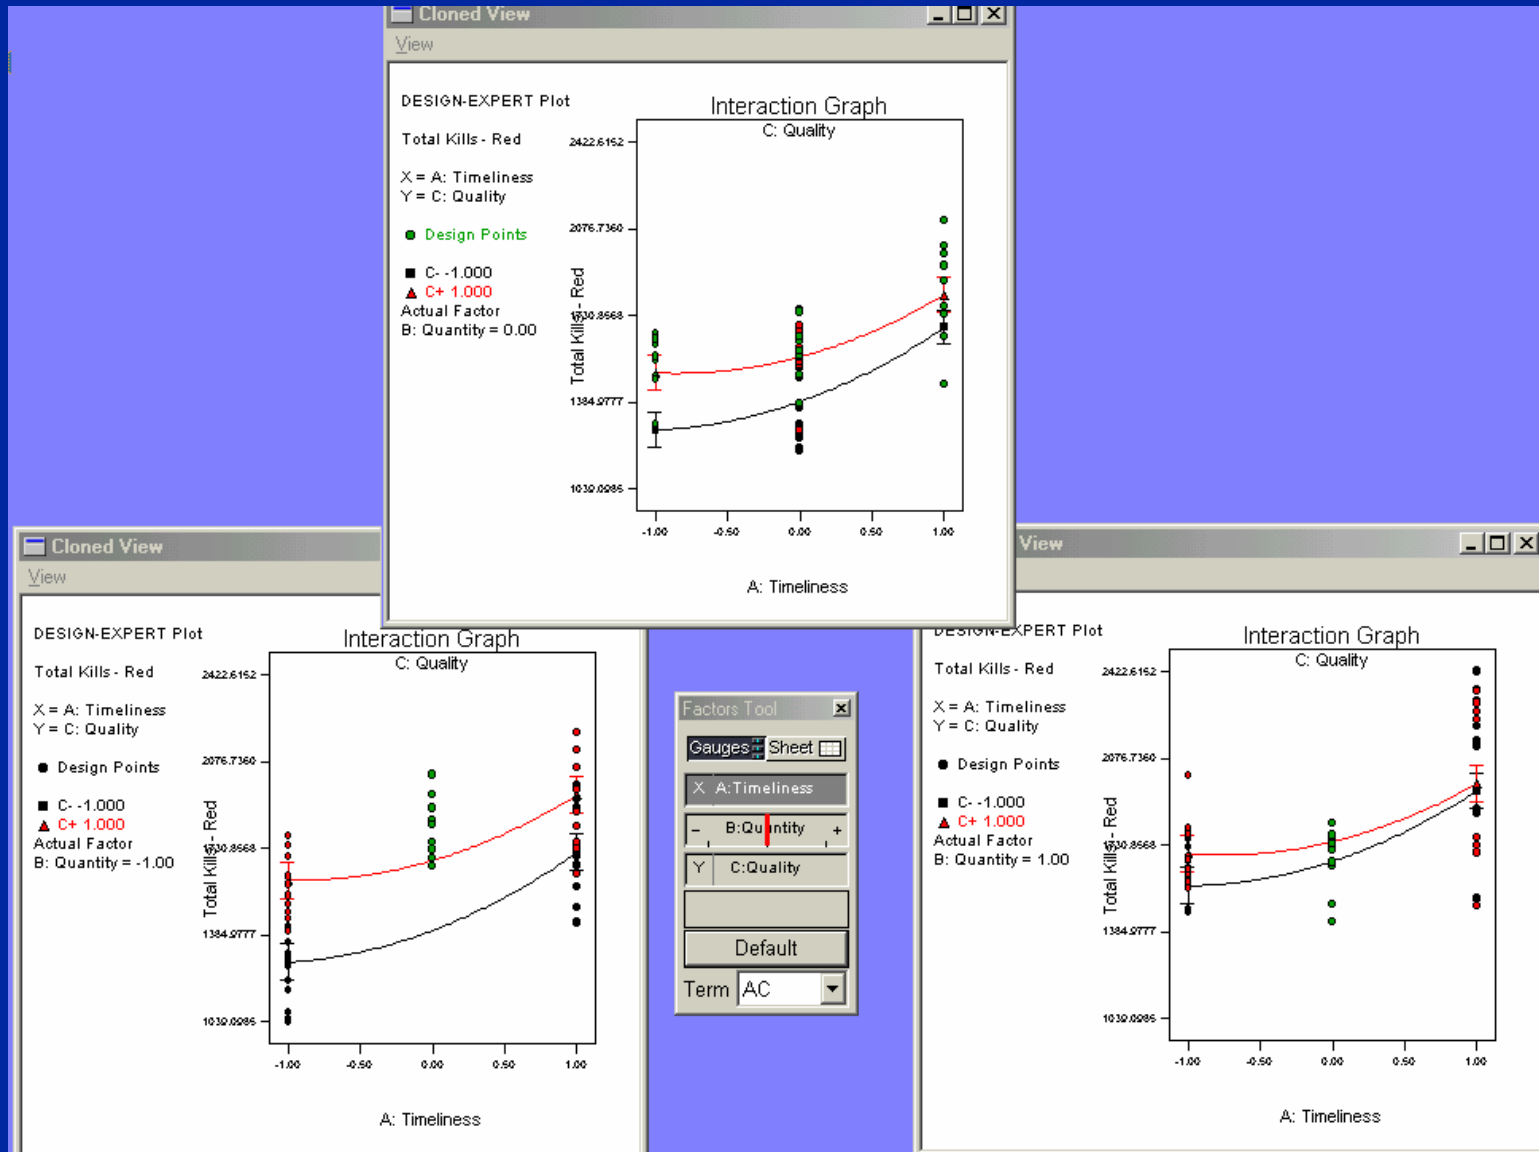 Cloned View
View
DESIGN-EXPERT Plot
Total Kills - Red
X = A: Timeliness
Y = C: Quality
Design Points
C- -1.000
C+ 1.000
Actual Factor
B: Quantity = 0.00
Interaction Graph
C: Quality
2422.6152
2076.7360
1730.8568
1384.9777
1039.0985
Total Kills - Red
-1.00 -0.50 0.00 0.50 1.00
A: Timeliness
Cloned View
View
DESIGN-EXPERT Plot
Total Kills - Red
X = A: Timeliness
Y = C: Quality
Design Points
C- -1.000
C+ 1.000
Actual Factor
B: Quantity = -1.00
Interaction Graph
C: Quality
2422.6152
2076.7360
1730.8568
1384.9777
1039.0985
Total Kills - Red
-1.00 -0.50 0.00 0.50 1.00
A: Timeliness
Factors Tool
Gauges Sheet
X A:Timeliness
- B:Quantity +
Y C:Quality
Default
Term AC
View
DESIGN-EXPERT Plot
Total Kills - Red
X = A: Timeliness
Y = C: Quality
Design Points
C- -1.000
C+ 1.000
Actual Factor
B: Quantity = 1.00
Interaction Graph
C: Quality
2422.6152
2076.7360
1730.8568
1384.9777
1039.0985
Total Kills - Red
-1.00 -0.50 0.00 0.50 1.00
A: Timeliness